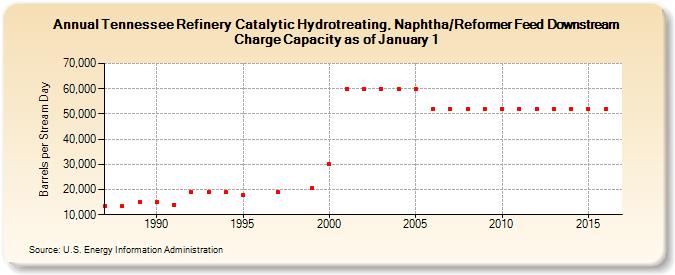 Annual Tennessee Refinery Catalytic Hydrotreating, Naphtha/Reformer Feed Downstream
Charge Capacity as of January 1
Barrels per Stream Day
70,000
60,000
50,000
40,000
30,000
20,000
10,000
1990 1995 2000 2005 2010 2015
Source: U.S. Energy Information Administration